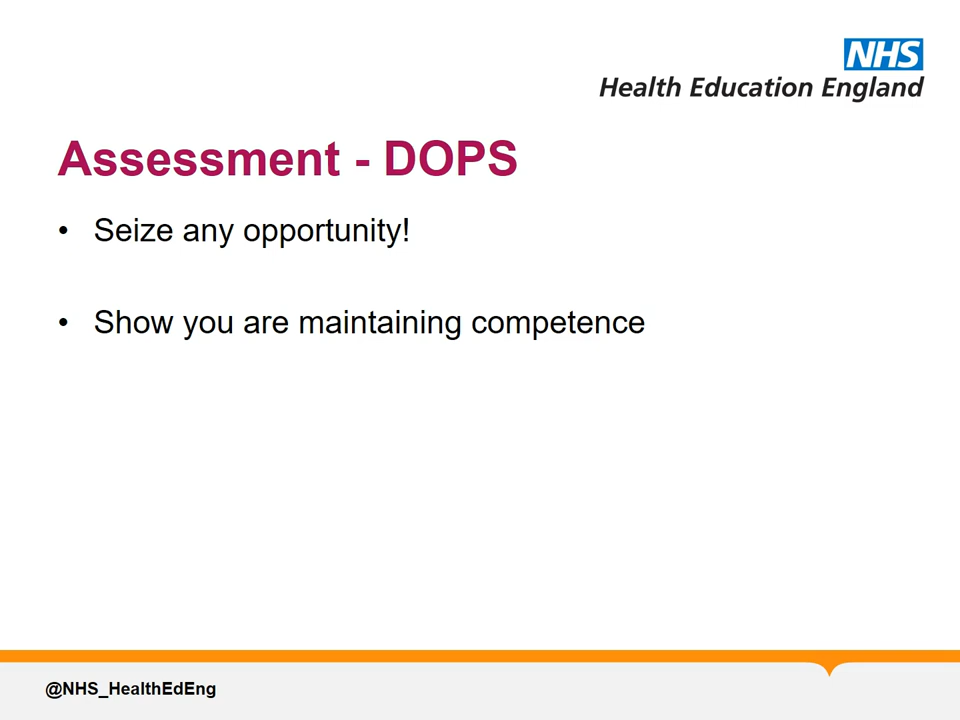 NHS
Health Education England
Assessment - DOPS
• Seize any opportunity!
• Show you are maintaining competence
@NHS_HealthEdEng